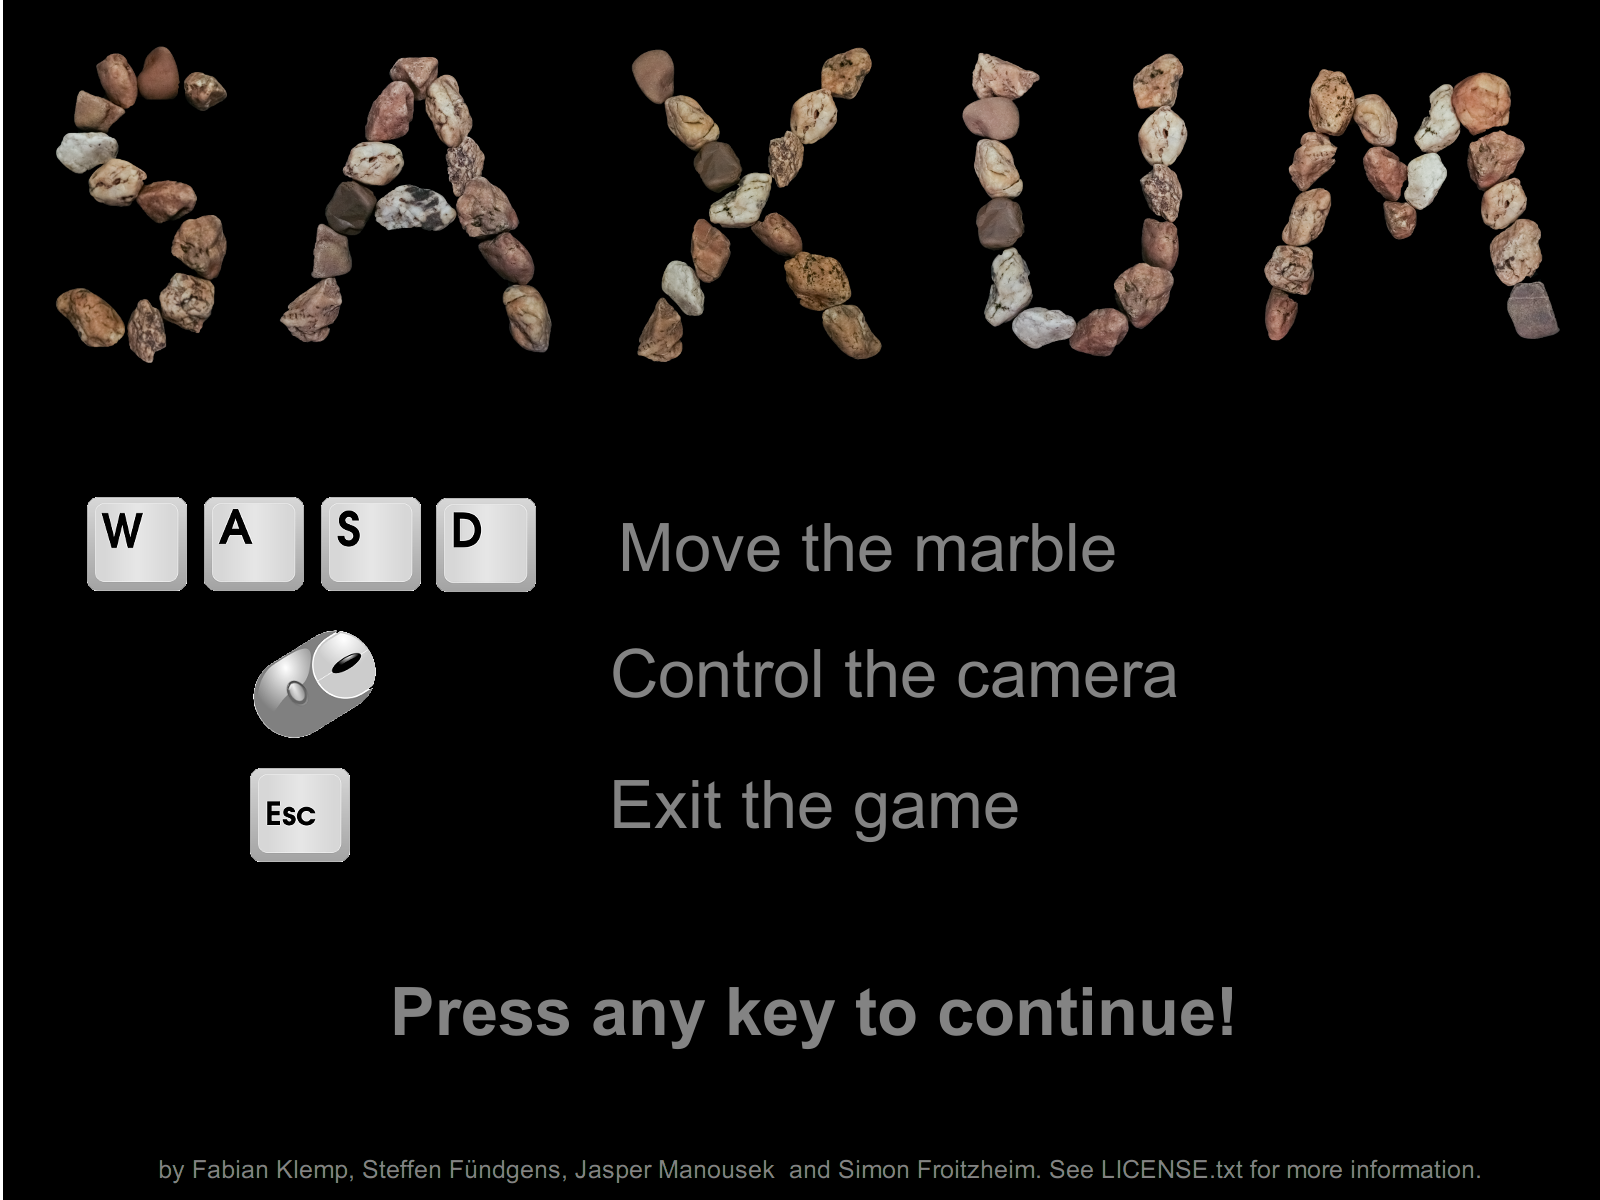 SAXUM
W A S D Move the marble
Control the camera
Esc Exit the game
Press any key to continue!
by Fabian Klemp, Steffen Fündgens, Jasper Manousek  and Simon Froitzheim. See LICENSE.txt for more information.